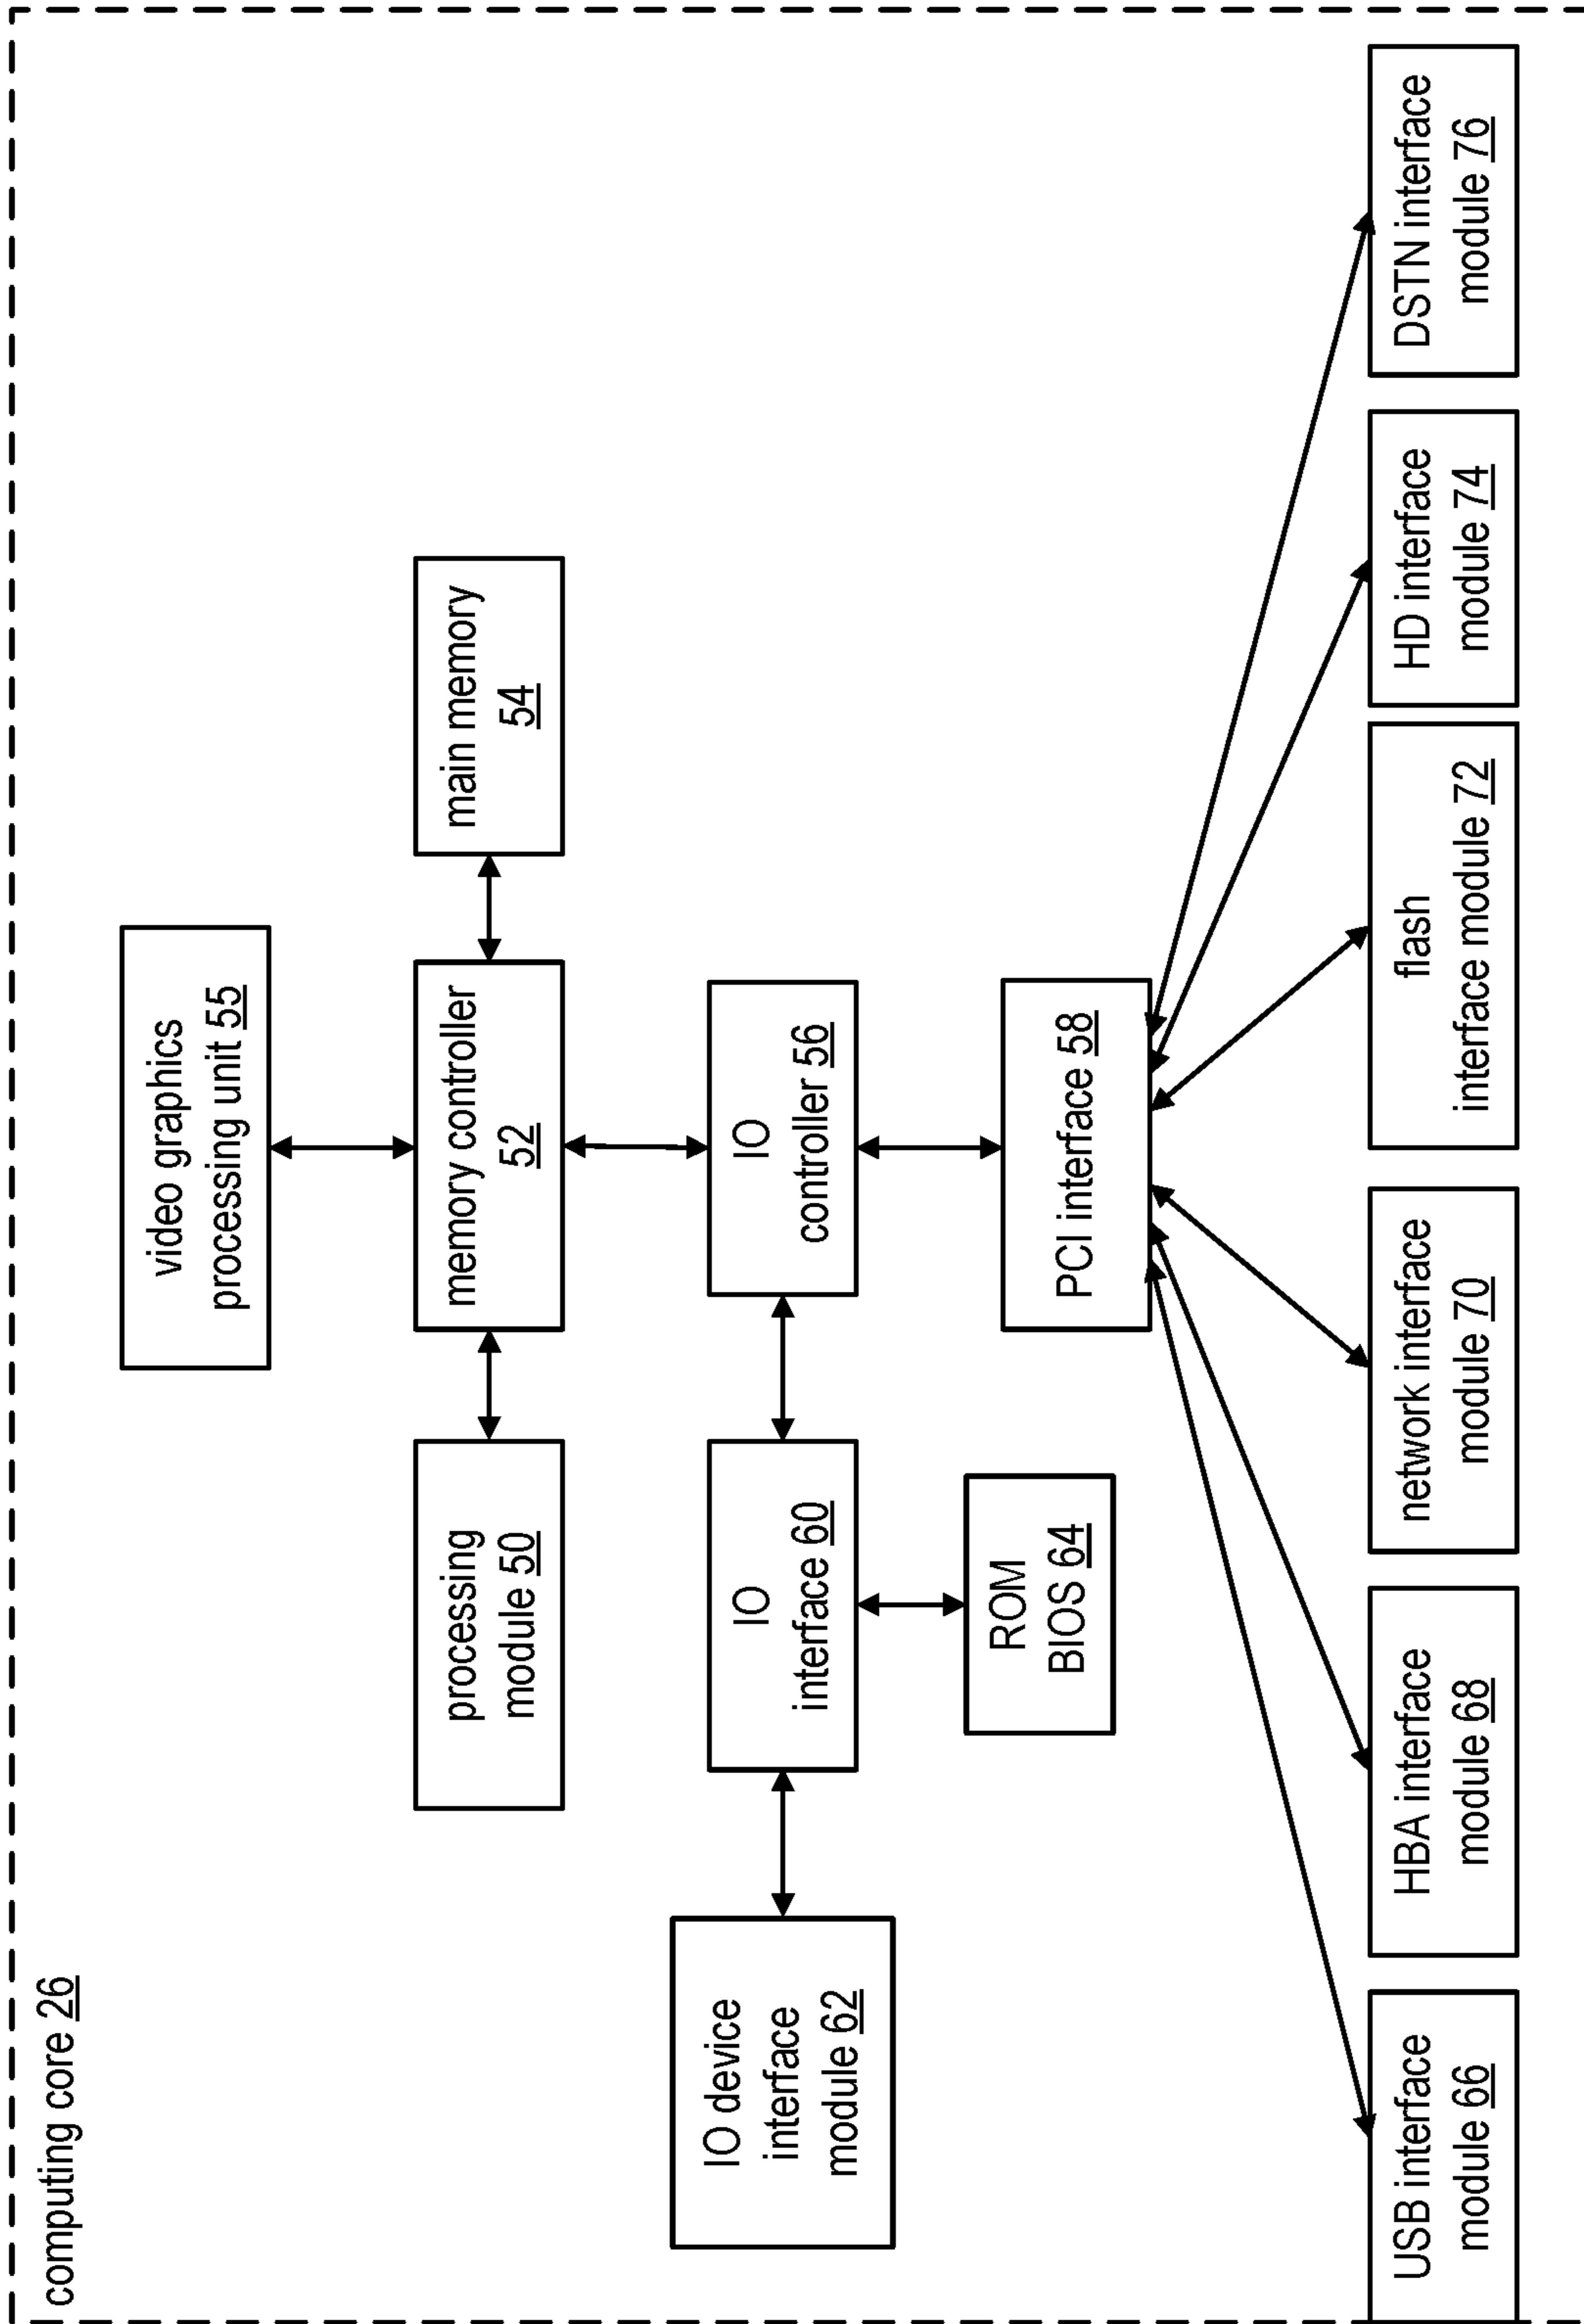 computing core 26
video graphics
processing unit 55
processing
module 50
memory controller
52
main memory
54
IO device
interface
module 62
IO
interface 60
IO
controller 56
ROM
BIOS 64
PCI interface 58
USB interface
module 66
HBA interface
module 68
network interface
module 70
flash
interface module 72
HD interface
module 74
DSTN interface
module 76